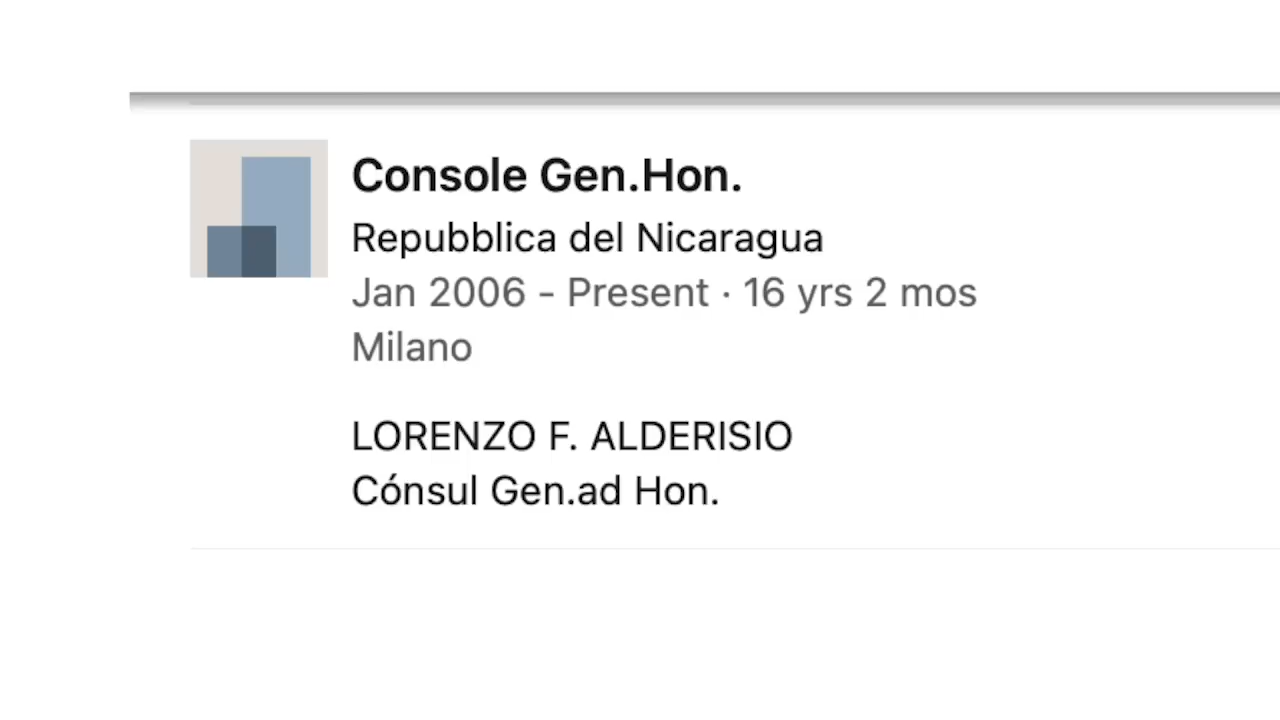 Console Gen.Hon.
Repubblica del Nicaragua
Jan 2006 - Present · 16 yrs 2 mos
Milano
LORENZO F. ALDERISIO
Cónsul Gen.ad Hon.